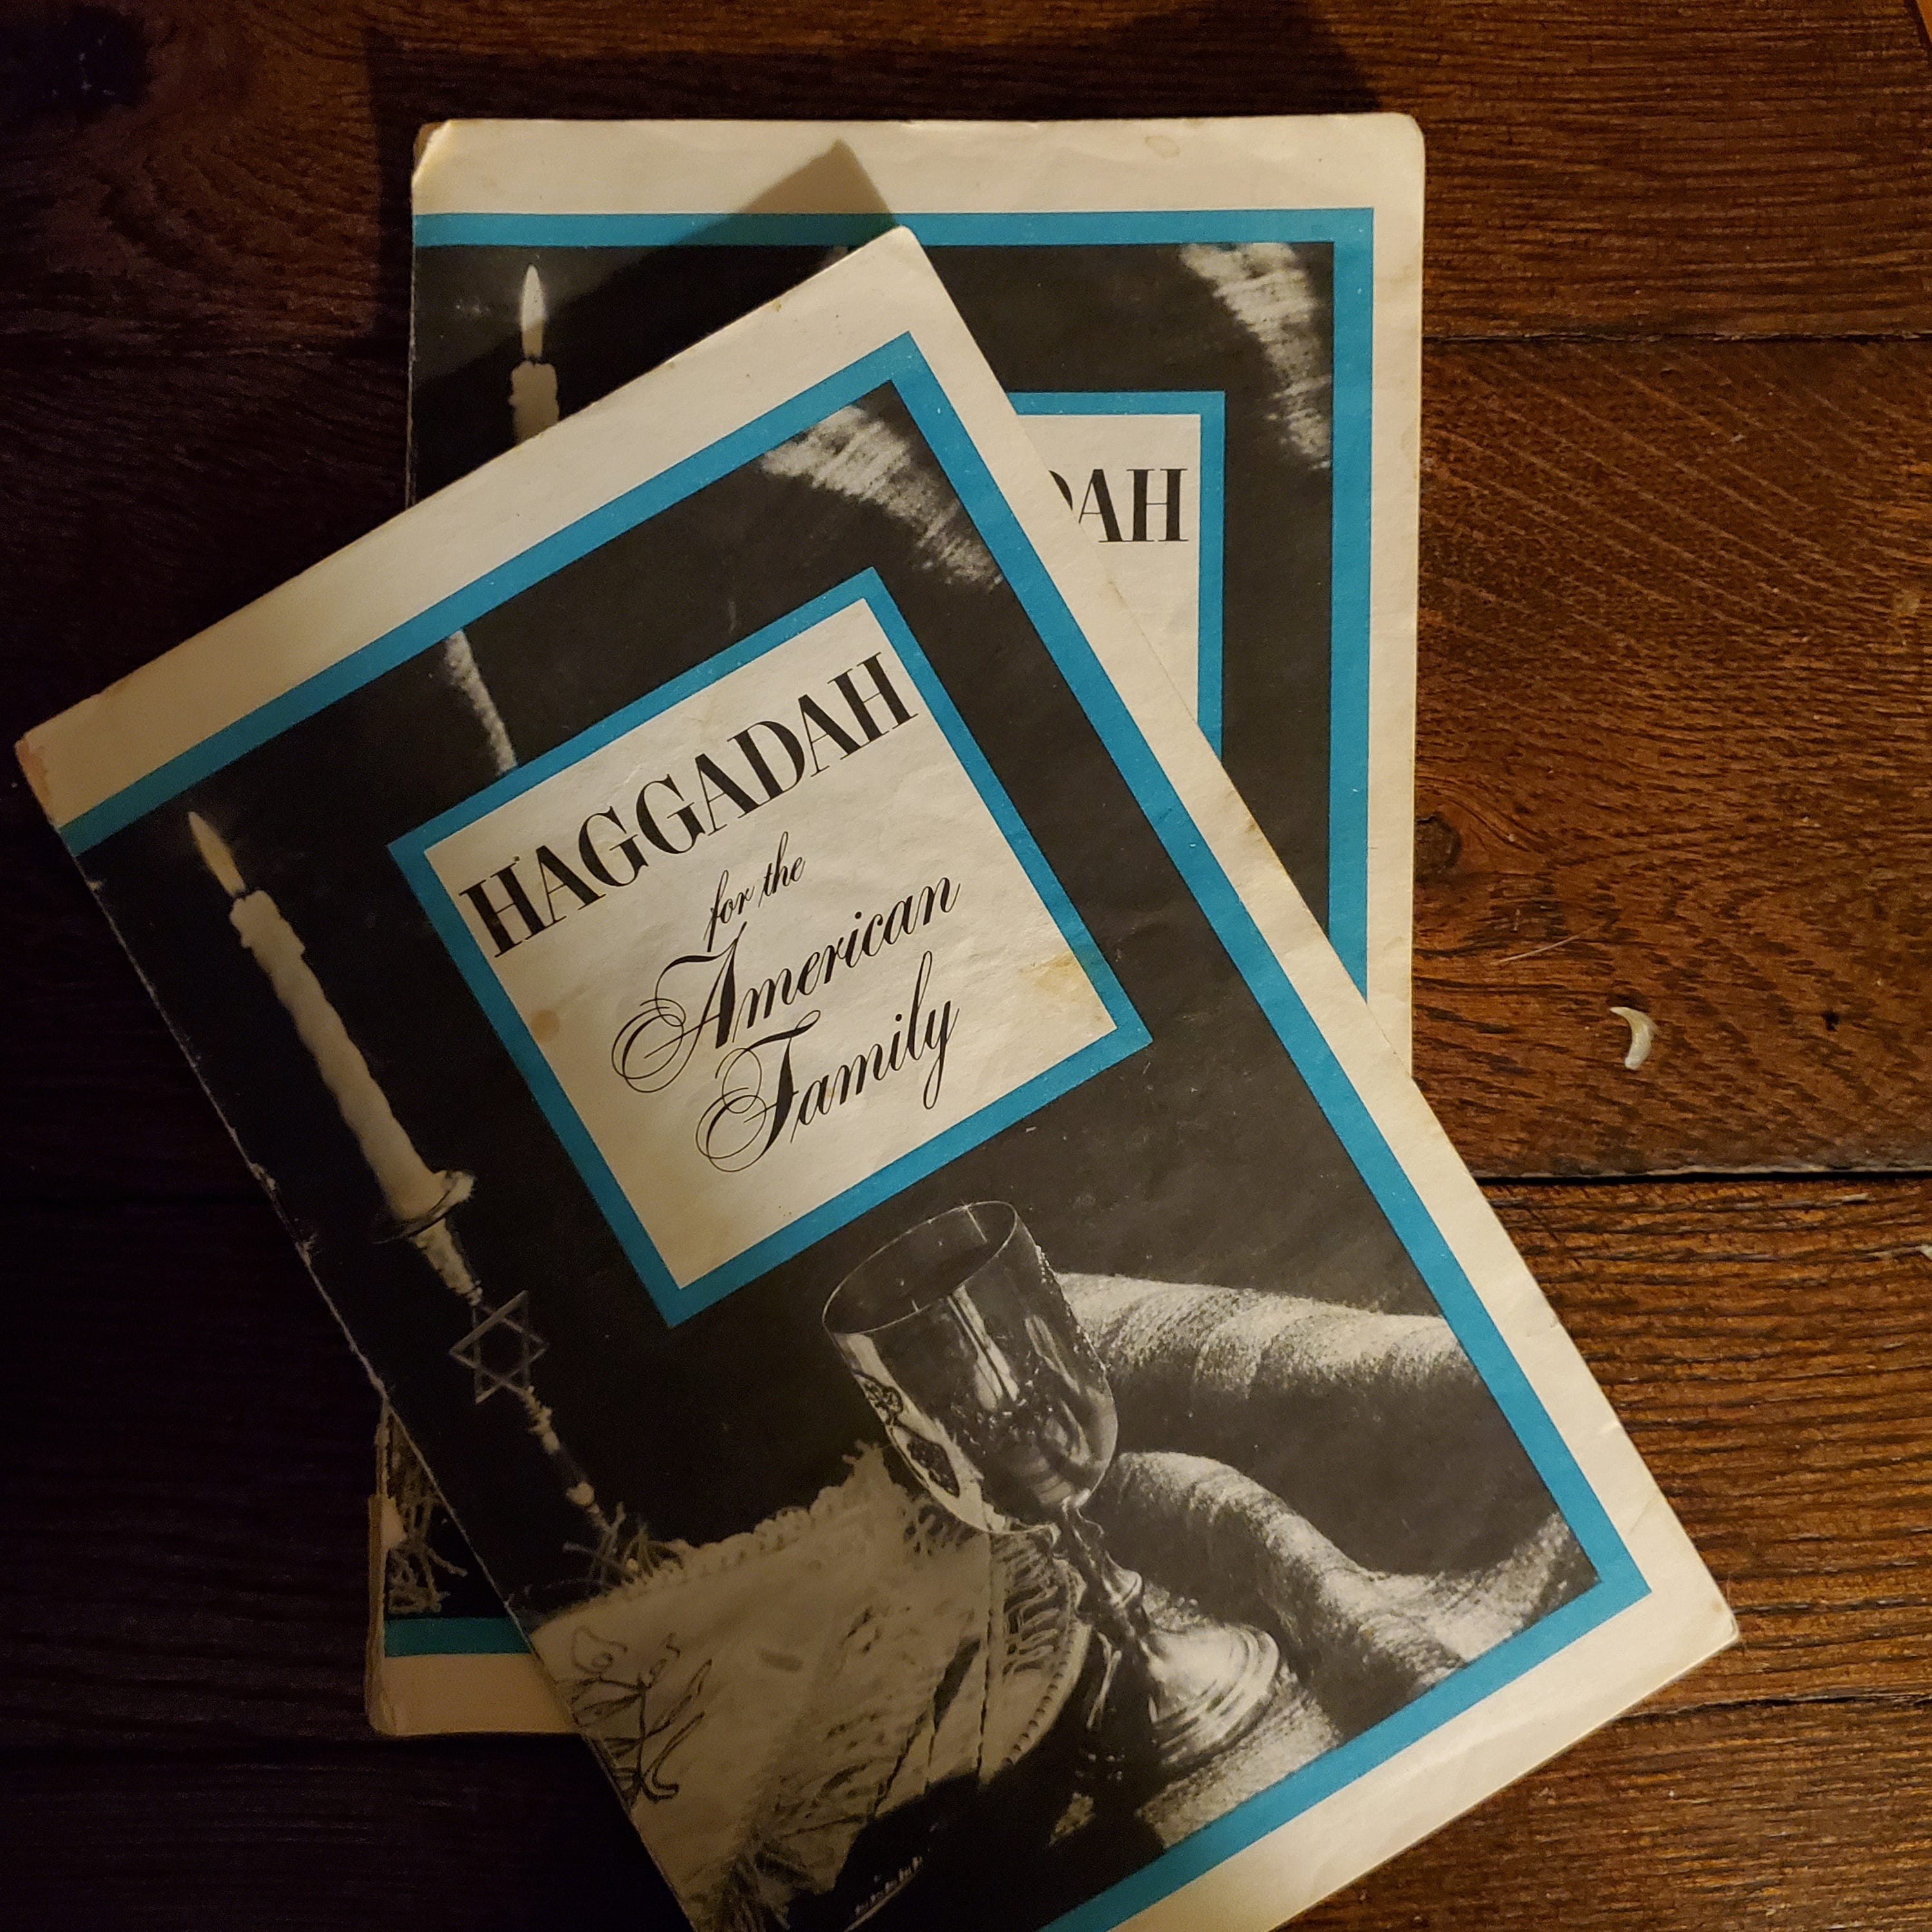 HAGGADAH
for the
American
Family
DAH